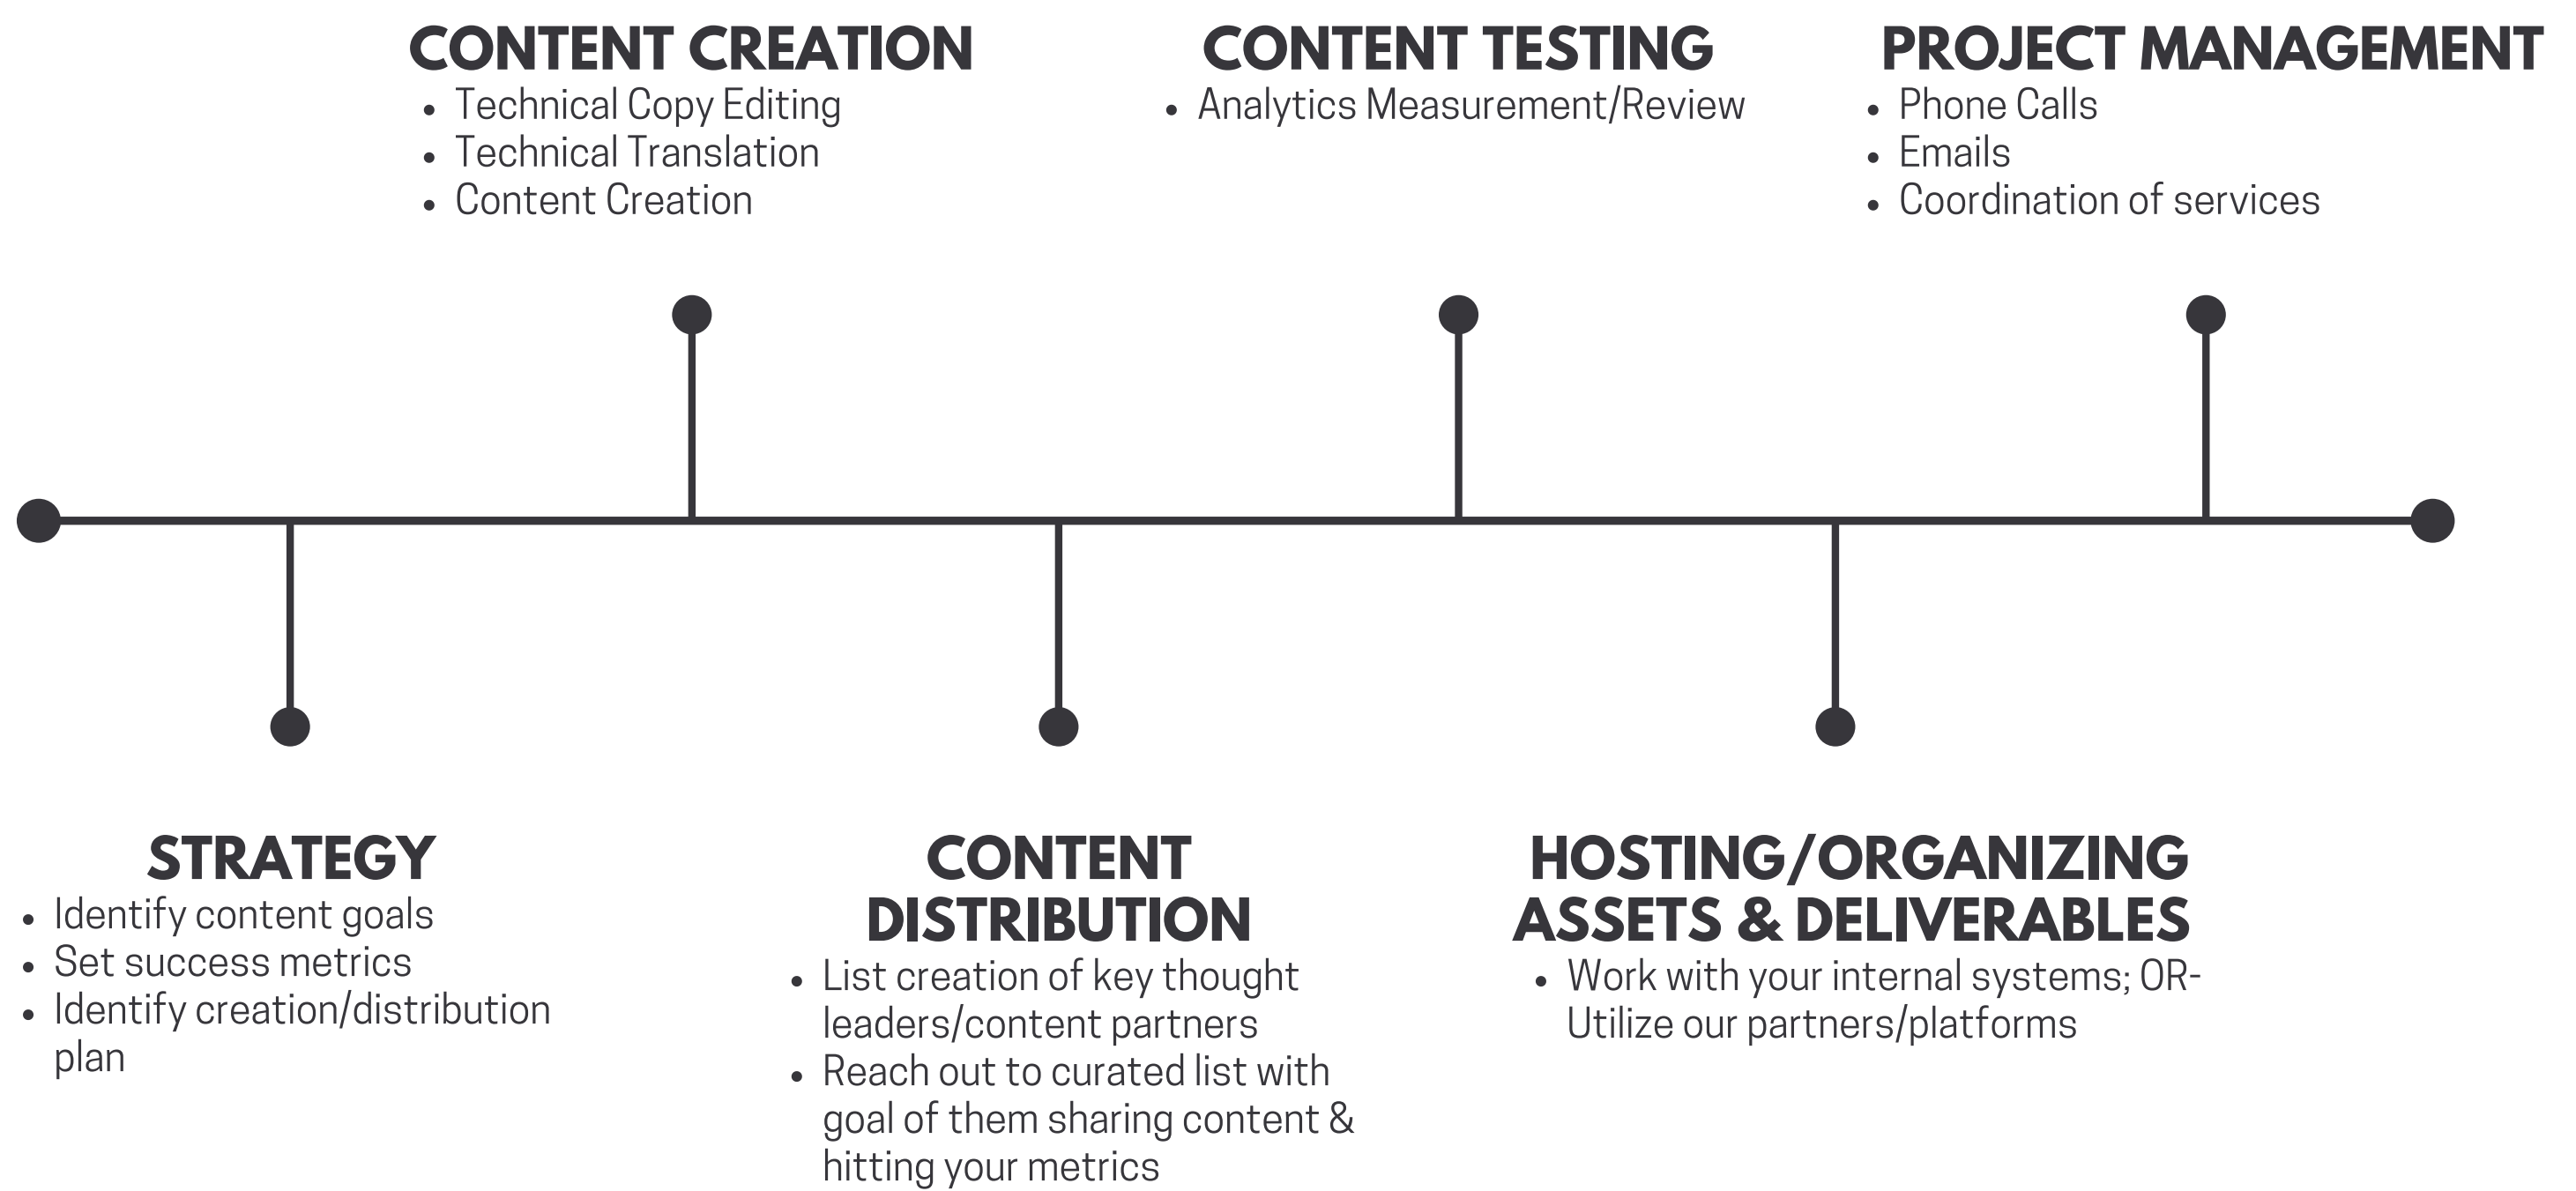 CONTENT CREATION
• Technical Copy Editing
• Technical Translation
• Content Creation
CONTENT TESTING
• Analytics Measurement/Review
PROJECT MANAGEMENT
• Phone Calls
• Emails
• Coordination of services
STRATEGY
• Identify content goals
• Set success metrics
• Identify creation/distribution
plan
CONTENT
DISTRIBUTION
• List creation of key thought
leaders/content partners
• Reach out to curated list with
goal of them sharing content &
hitting your metrics
HOSTING/ORGANIZING
ASSETS & DELIVERABLES
• Work with your internal systems; OR-
Utilize our partners/platforms